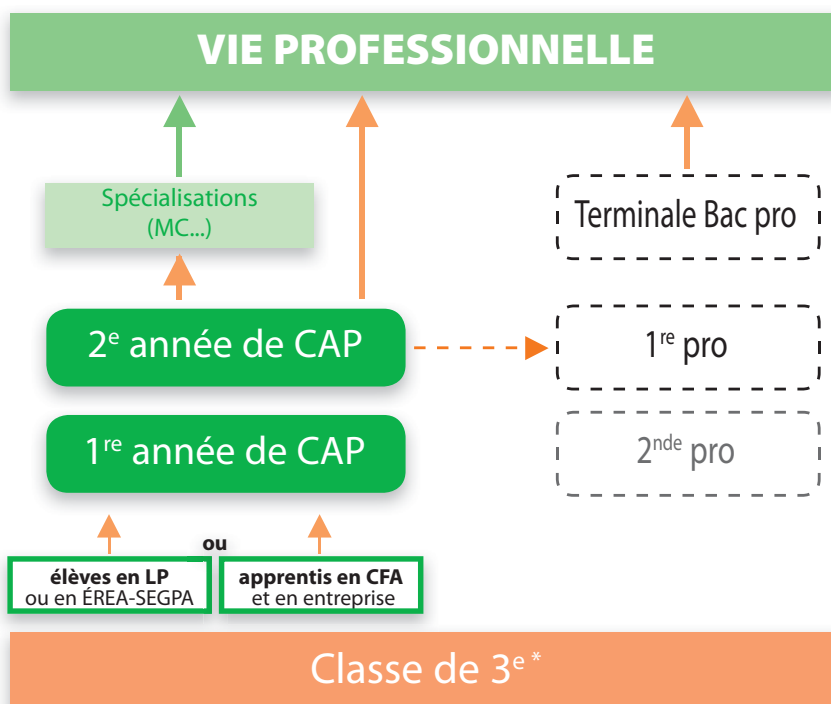 VIE PROFESSIONNELLE
Spécialisations
(MC...)
Terminale Bac pro
2e année de CAP
1re pro
1re année de CAP
2nde pro
ou
élèves en LP
ou en ÉREA-SEGPA
apprentis en CFA
et en entreprise
Classe de 3e *